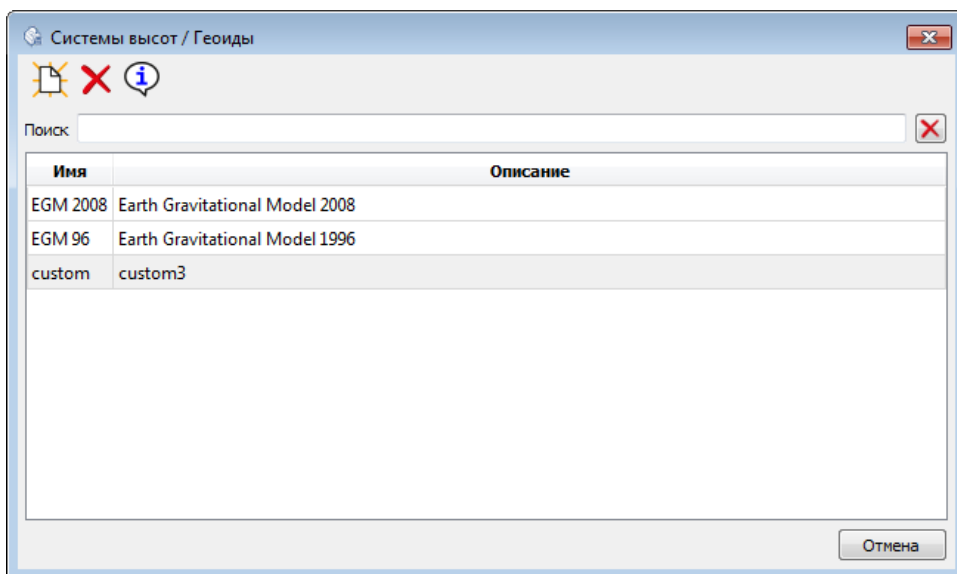 Системы высот / Геоиды
Поиск
Имя Описание
EGM 2008 Earth Gravitational Model 2008
EGM 96 Earth Gravitational Model 1996
custom custom3
Отмена